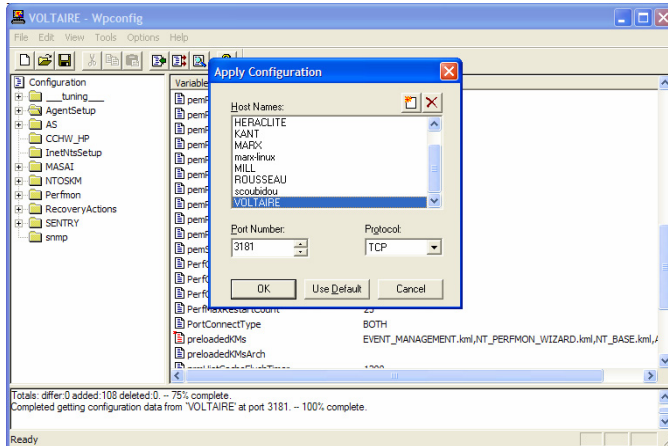 VOLTAIRE - Wpconfig
File Edit View Tools Options Help
Configuration
__tuning__
AgentSetup
AS
CCHW_HP
InetNtsSetup
MASAI
NTOSKM
Perfmon
RecoveryActions
SENTRY
snmp
Variable
Apply Configuration
Host Names:
HERACLITE
KANT
MARX
marx-linux
MILL
ROUSSEAU
scoubidou
VOLTAIRE
Port Number:
Protocol:
3181
TCP
OK
Use Default
Cancel
PerfMaxRestartCount 25
PortConnectType BOTH
preloadedKMs EVENT_MANAGEMENT.kml,NT_PERFMON_WIZARD.kml,NT_BASE.kml,
preloadedKMsArch
Totals: differ:0 added:108 deleted:0. -- 75% complete.
Completed getting configuration data from 'VOLTAIRE' at port 3181. -- 100% complete.
Ready